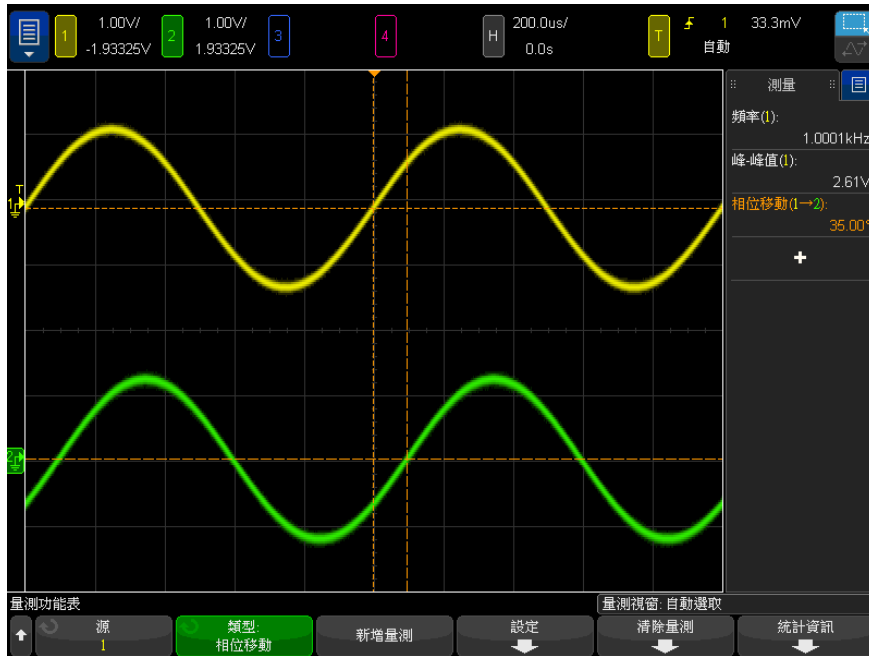 1
1.00V/
-1.93325V
2
1.00V/
1.93325V
3
4
H
200.0us/
0.0s
T
1
自動
33.3mV
測量
頻率(1):
1.0001kHz
峰-峰值(1):
2.61V
相位移動(1→2):
35.00°
+
T
1
2
量測功能表
量測視窗: 自動選取
源
1
類型:
相位移動
新增量測
設定
清除量測
統計資訊